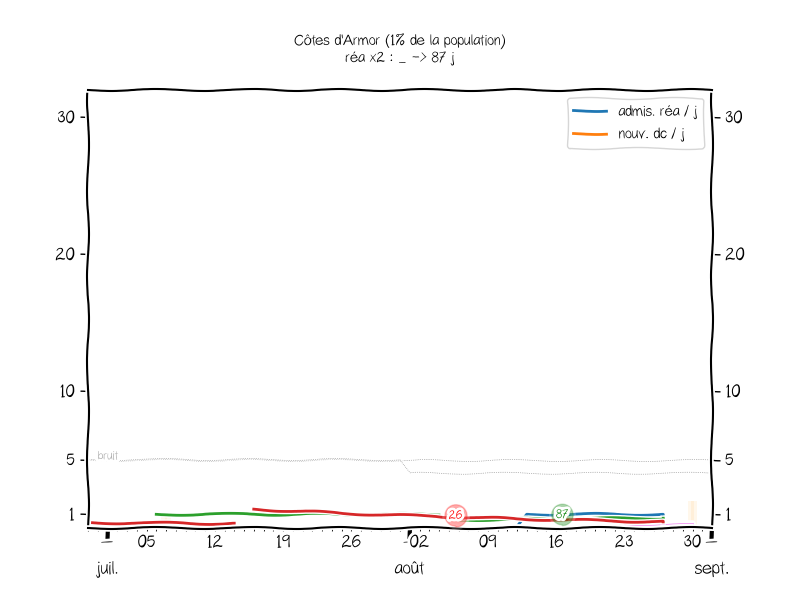 Côtes d'Armor (1% de la population)
réa x2 : _ -> 87 j
admis. réa / j
nouv. dc / j
30 30
20 20
10 10
bruit
5 5
1 1
26 87
05 12 19 26 02 09 16 23 30
juil. août sept.